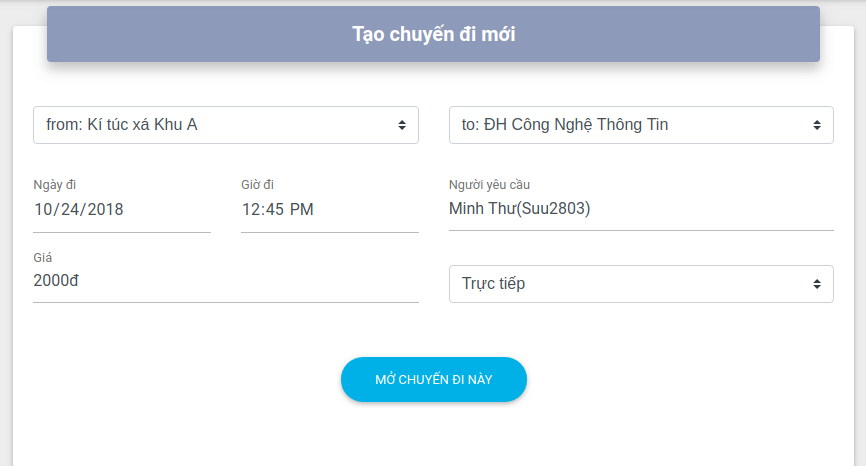 Tạo chuyến đi mới
from: Kí túc xá Khu A
to: ĐH Công Nghệ Thông Tin
Ngày đi
Giờ đi
Người yêu cầu
10/24/2018
12:45 PM
Minh Thư(Suu2803)
Giá
2000đ
Trực tiếp
MỞ CHUYẾN ĐI NÀY